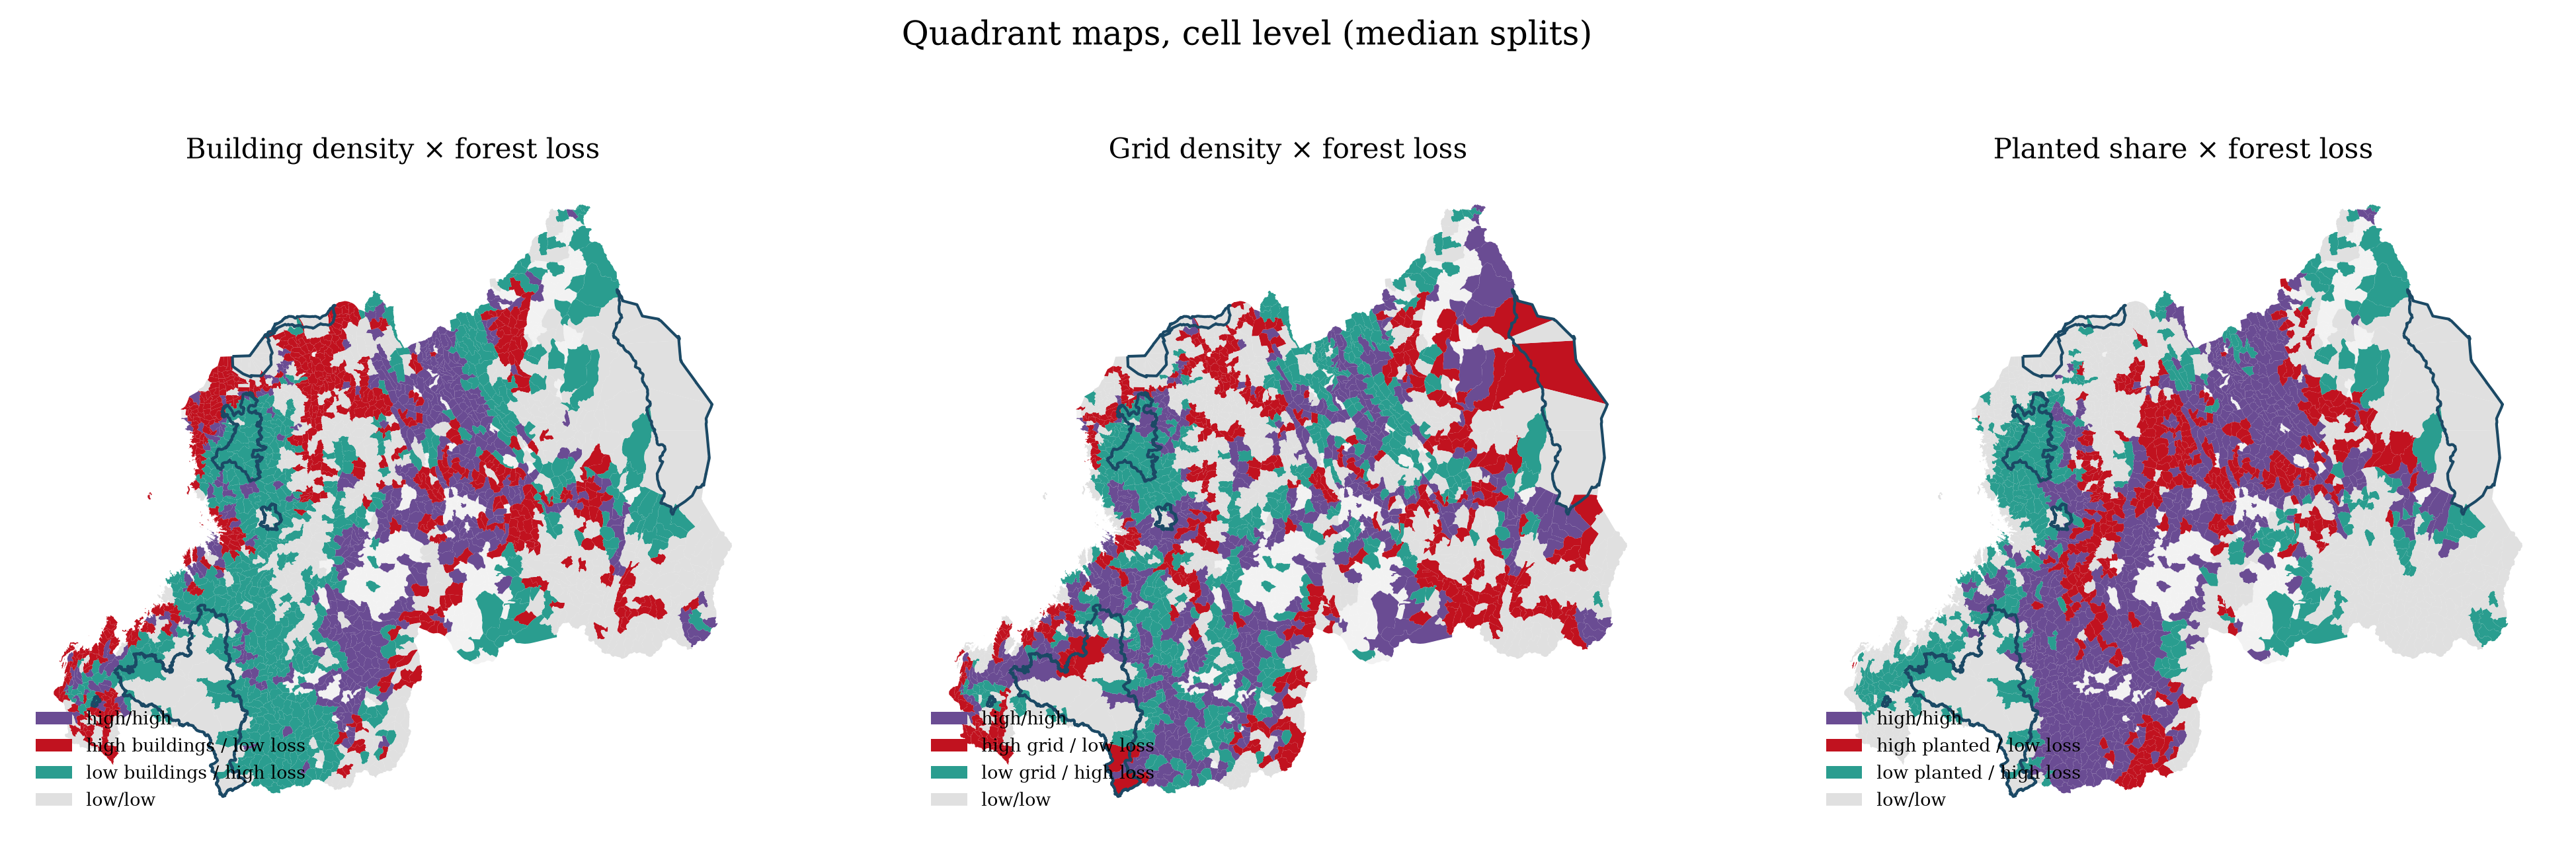 Quadrant maps, cell level (median splits)
Building density × forest loss
Grid density × forest loss
Planted share × forest loss
high/high
high buildings / low loss
low buildings / high loss
low/low
high/high
high grid / low loss
low grid / high loss
low/low
high/high
high planted / low loss
low planted / high loss
low/low